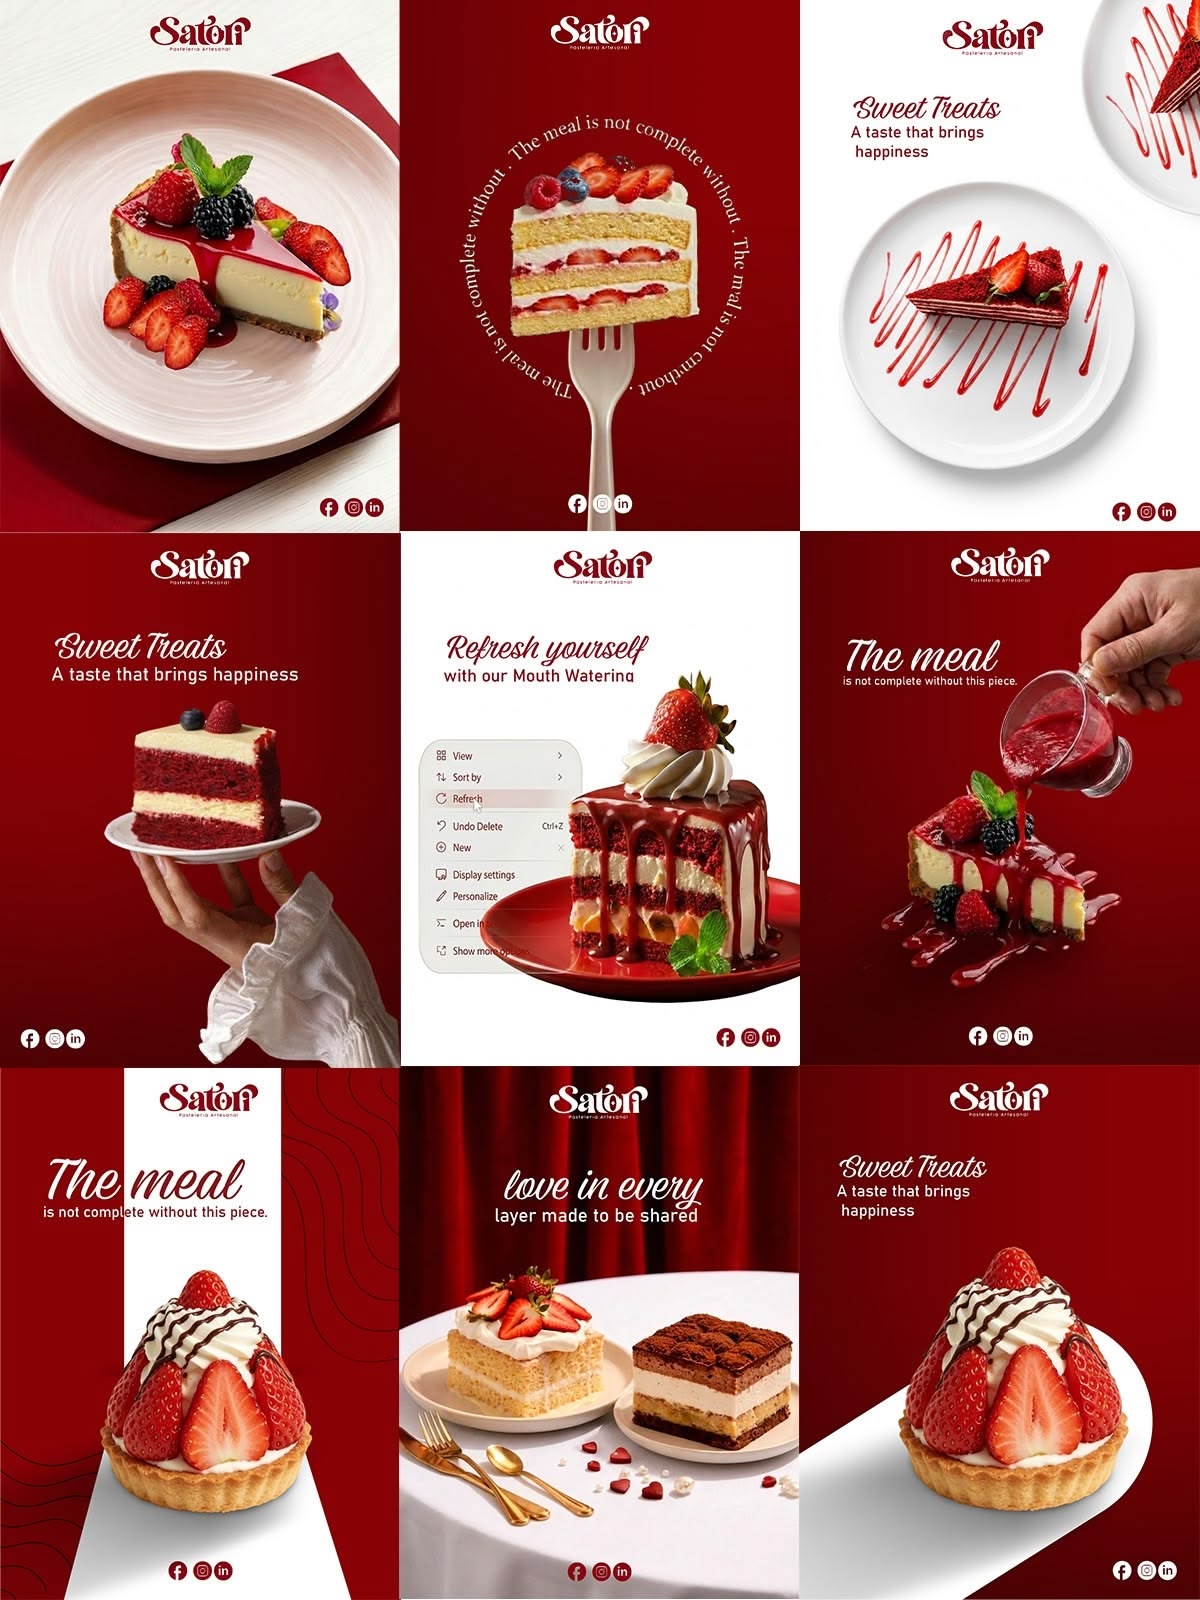 Satori
Pastelería Artesanal
Satori
Pastelería Artesanal
The meal is not complete without . The meal is not complete without . The meal is not
Satori
Pastelería Artesanal
Sweet Treats
A taste that brings
happiness
Satori
Pastelería Artesanal
Sweet Treats
A taste that brings happiness
Satori
Pastelería Artesanal
Refresh yourself
with our Mouth Watering
View
Sort by
Refresh
Undo Delete Ctrl+Z
New
Display settings
Personalize
Open in
Show more options
Satori
Pastelería Artesanal
The meal
is not complete without this piece.
Satori
Pastelería Artesanal
The meal
is not complete without this piece.
Satori
Pastelería Artesanal
love in every
layer made to be shared
Satori
Pastelería Artesanal
Sweet Treats
A taste that brings
happiness